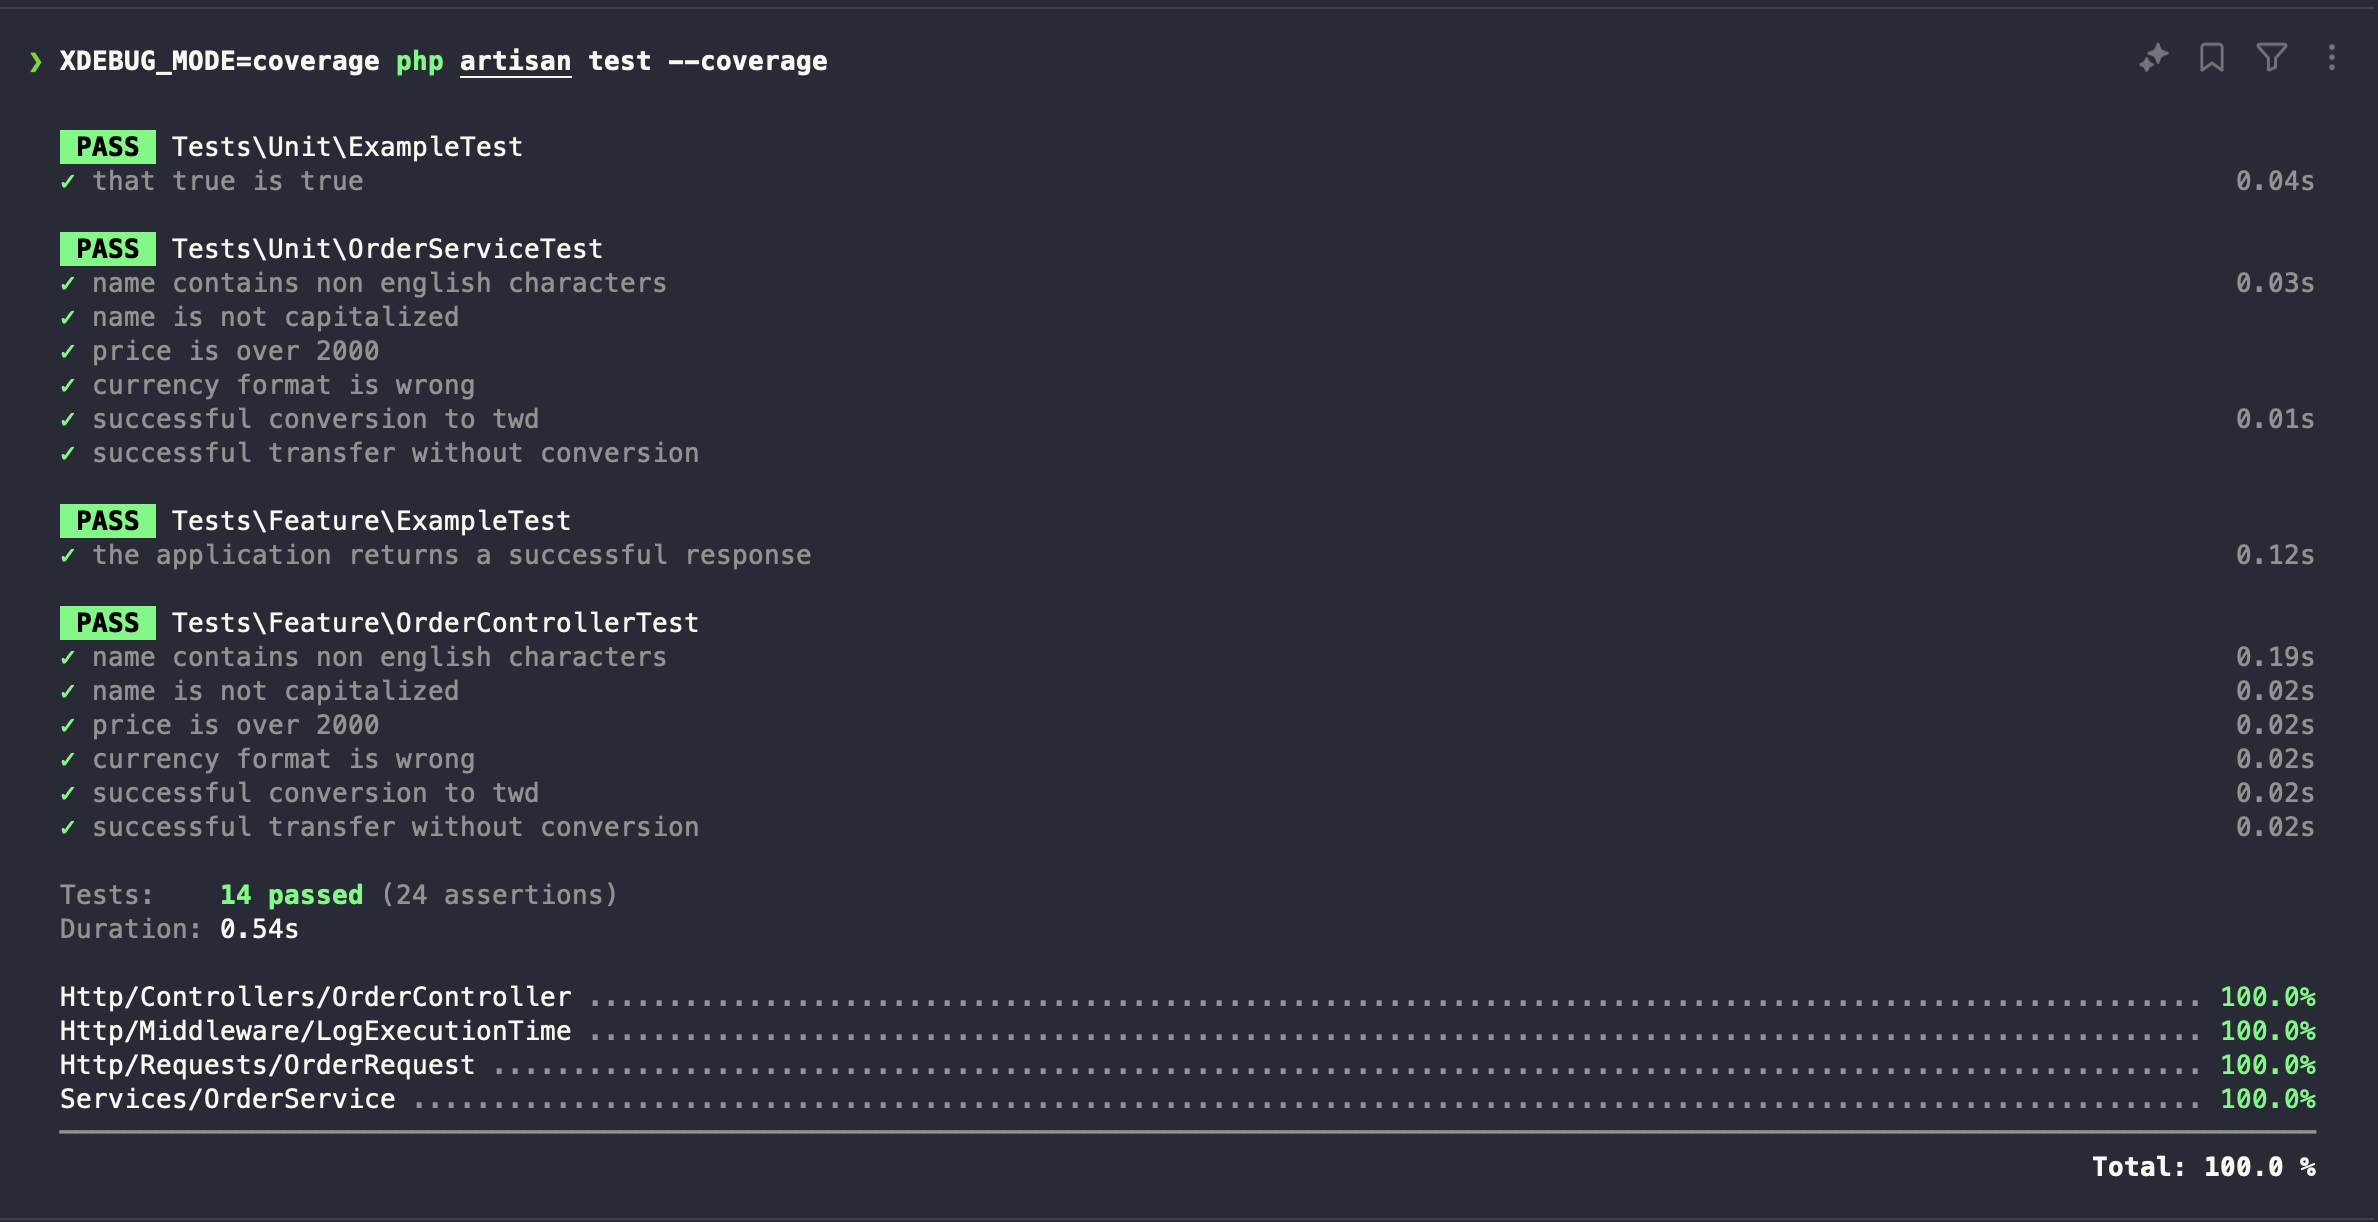 ❯ XDEBUG_MODE=coverage php artisan test --coverage
PASS Tests\Unit\ExampleTest
✓ that true is true 0.04s
PASS Tests\Unit\OrderServiceTest
✓ name contains non english characters 0.03s
✓ name is not capitalized
✓ price is over 2000
✓ currency format is wrong
✓ successful conversion to twd 0.01s
✓ successful transfer without conversion
PASS Tests\Feature\ExampleTest
✓ the application returns a successful response 0.12s
PASS Tests\Feature\OrderControllerTest
✓ name contains non english characters 0.19s
✓ name is not capitalized 0.02s
✓ price is over 2000 0.02s
✓ currency format is wrong 0.02s
✓ successful conversion to twd 0.02s
✓ successful transfer without conversion 0.02s
Tests: 14 passed (24 assertions)
Duration: 0.54s
Http/Controllers/OrderController ..................................................................................................... 100.0%
Http/Middleware/LogExecutionTime ..................................................................................................... 100.0%
Http/Requests/OrderRequest ........................................................................................................... 100.0%
Services/OrderService ................................................................................................................ 100.0%
Total: 100.0 %